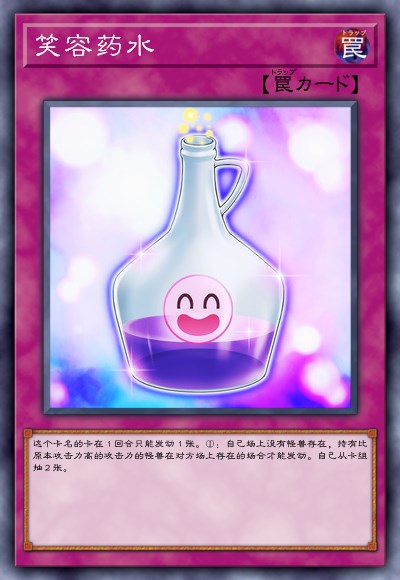 笑容药水
トラップ
罠
トラップ
【罠カード】
这个卡名的卡在1回合只能发动1张。①：自己场上没有怪兽存在，持有比
原本攻击力高的攻击力的怪兽在对方场上存在的场合才能发动。自己从卡组
抽2张。